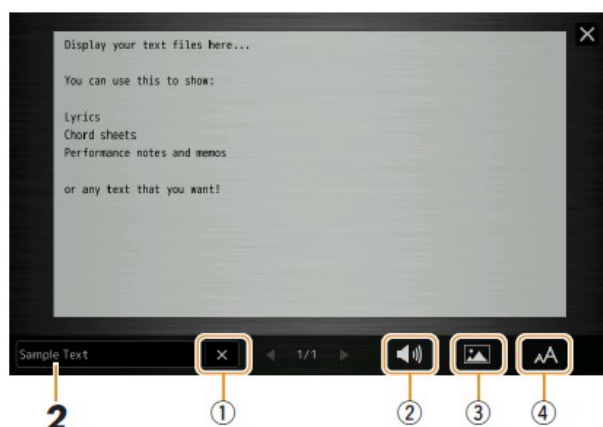 Display your text files here...
You can use this to show:
Lyrics
Chord sheets
Performance notes and memos
or any text that you want!
Sample Text
1/1
AA
2
① ② ③ ④